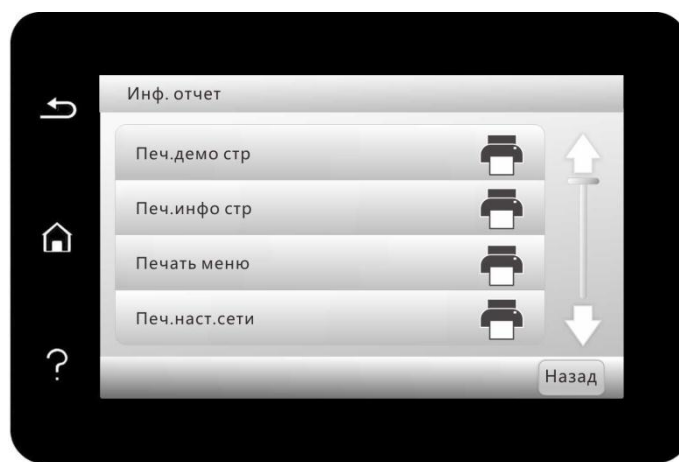 Инф. отчет
Печ.демо стр
Печ.инфо стр
Печать меню
Печ.наст.сети
Назад